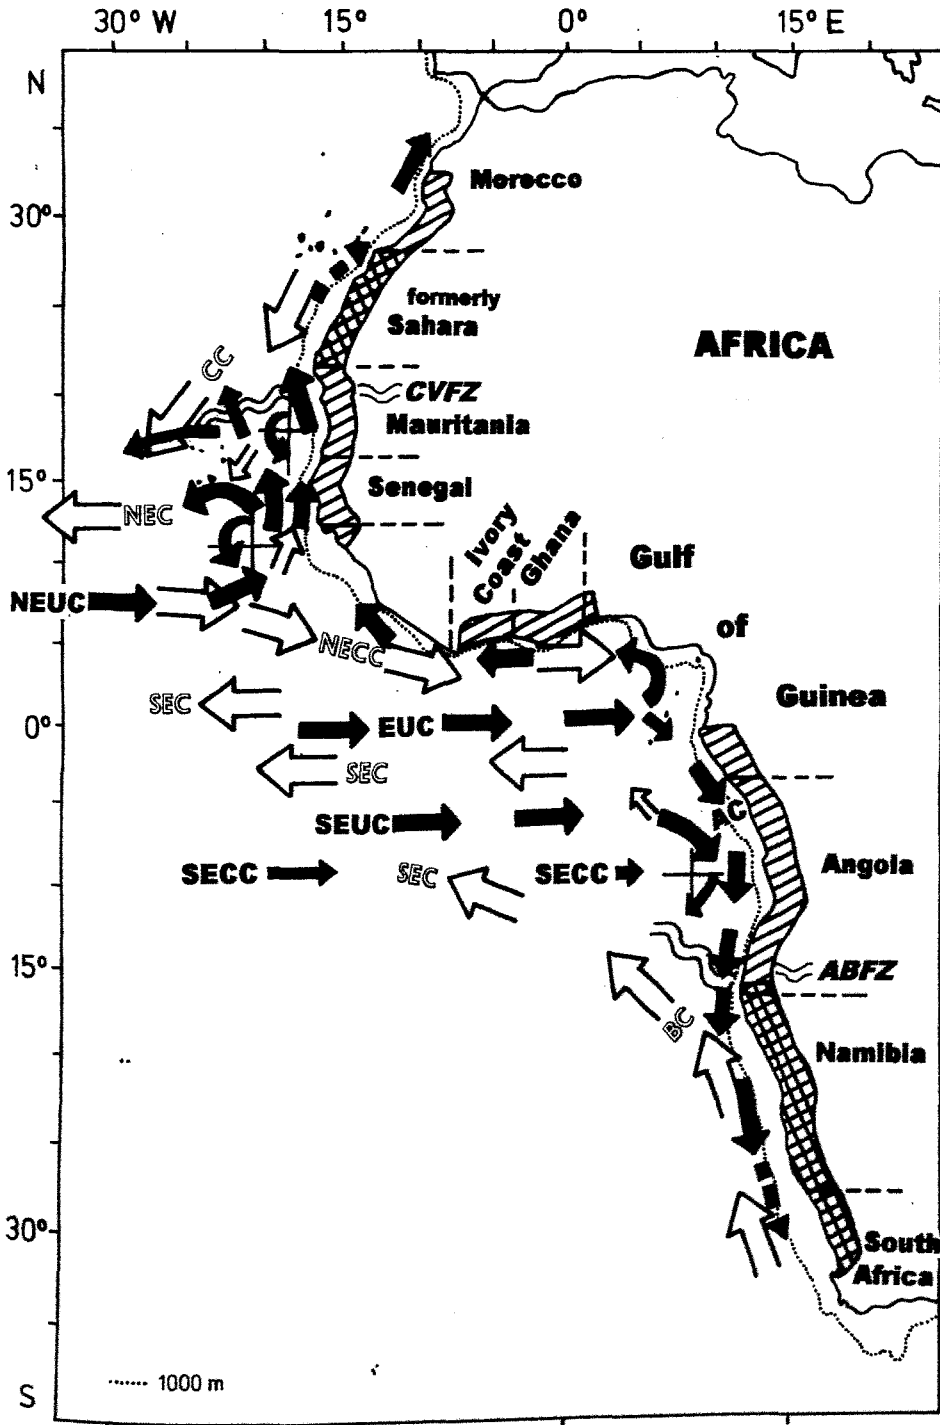 30° W 15° 0° 15° E
N
Morocco
30°
formerly
Sahara
AFRICA
CC
CVFZ
Mauritania
15°
Senegal
NEC
Ivory
Coast
Ghana
Gulf
of
Guinea
NEUC
NECC
SEC
0°
EUC
SEC
AC
SEUC
SECC
SEC
SECC
Angola
15°
ABFZ
BC
Namibia
30°
South
Africa
1000 m
S